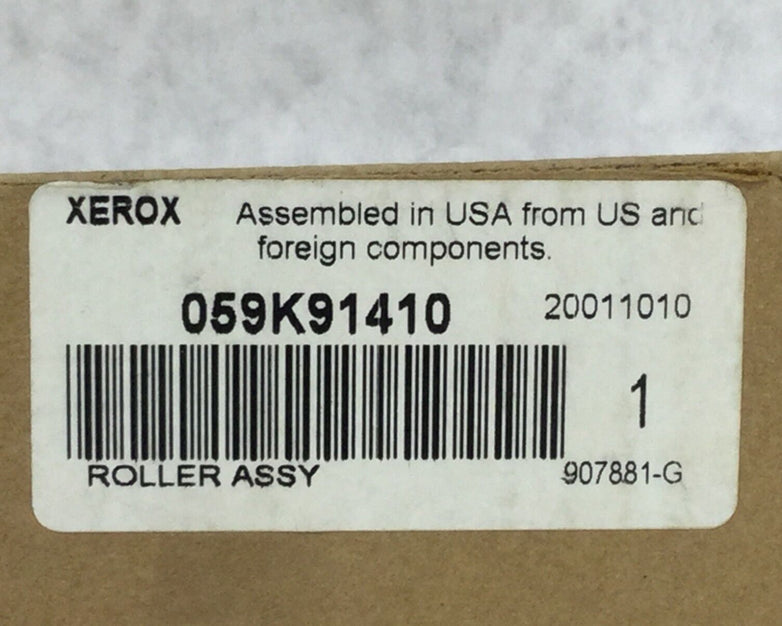 XEROX Assembled in USA from US and
foreign components.
059K91410 20011010
1
ROLLER ASSY 907881-G